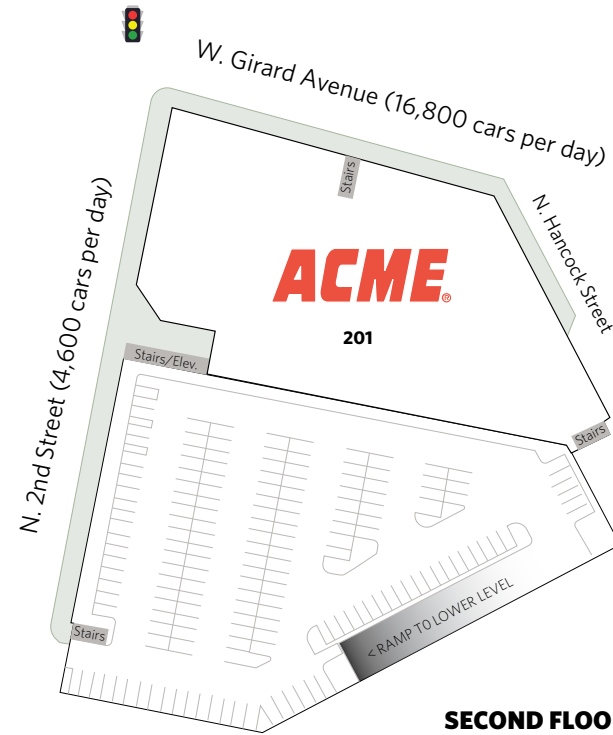 W. Girard Avenue (16,800 cars per day)
Stairs
N. Hancock Street
N. 2nd Street (4,600 cars per day)
ACME®
201
Stairs/Elev.
Stairs
Stairs
< RAMP TO LOWER LEVEL
SECOND FLOO